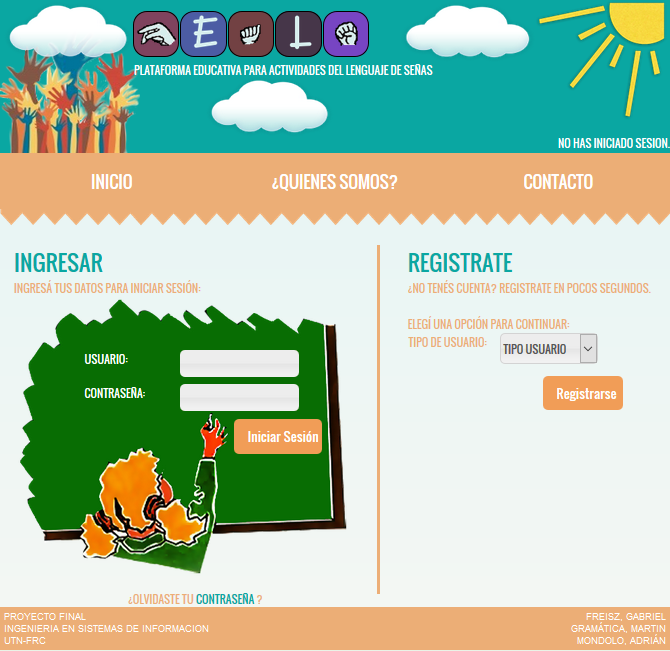 E L
PLATAFORMA EDUCATIVA PARA ACTIVIDADES DEL LENGUAJE DE SEÑAS
NO HAS INICIADO SESION.
INICIO
¿QUIENES SOMOS?
CONTACTO
INGRESAR
INGRESÁ TUS DATOS PARA INICIAR SESIÓN:
USUARIO:
CONTRASEÑA:
Iniciar Sesión
¿OLVIDASTE TU CONTRASEÑA ?
REGISTRATE
¿NO TENÉS CUENTA? REGISTRATE EN POCOS SEGUNDOS.
ELEGÍ UNA OPCIÓN PARA CONTINUAR:
TIPO DE USUARIO:
TIPO USUARIO
Registrarse
PROYECTO FINAL
INGENIERIA EN SISTEMAS DE INFORMACION
UTN-FRC
FREISZ, GABRIEL
GRAMÁTICA, MARTIN
MONDOLO, ADRIÁN